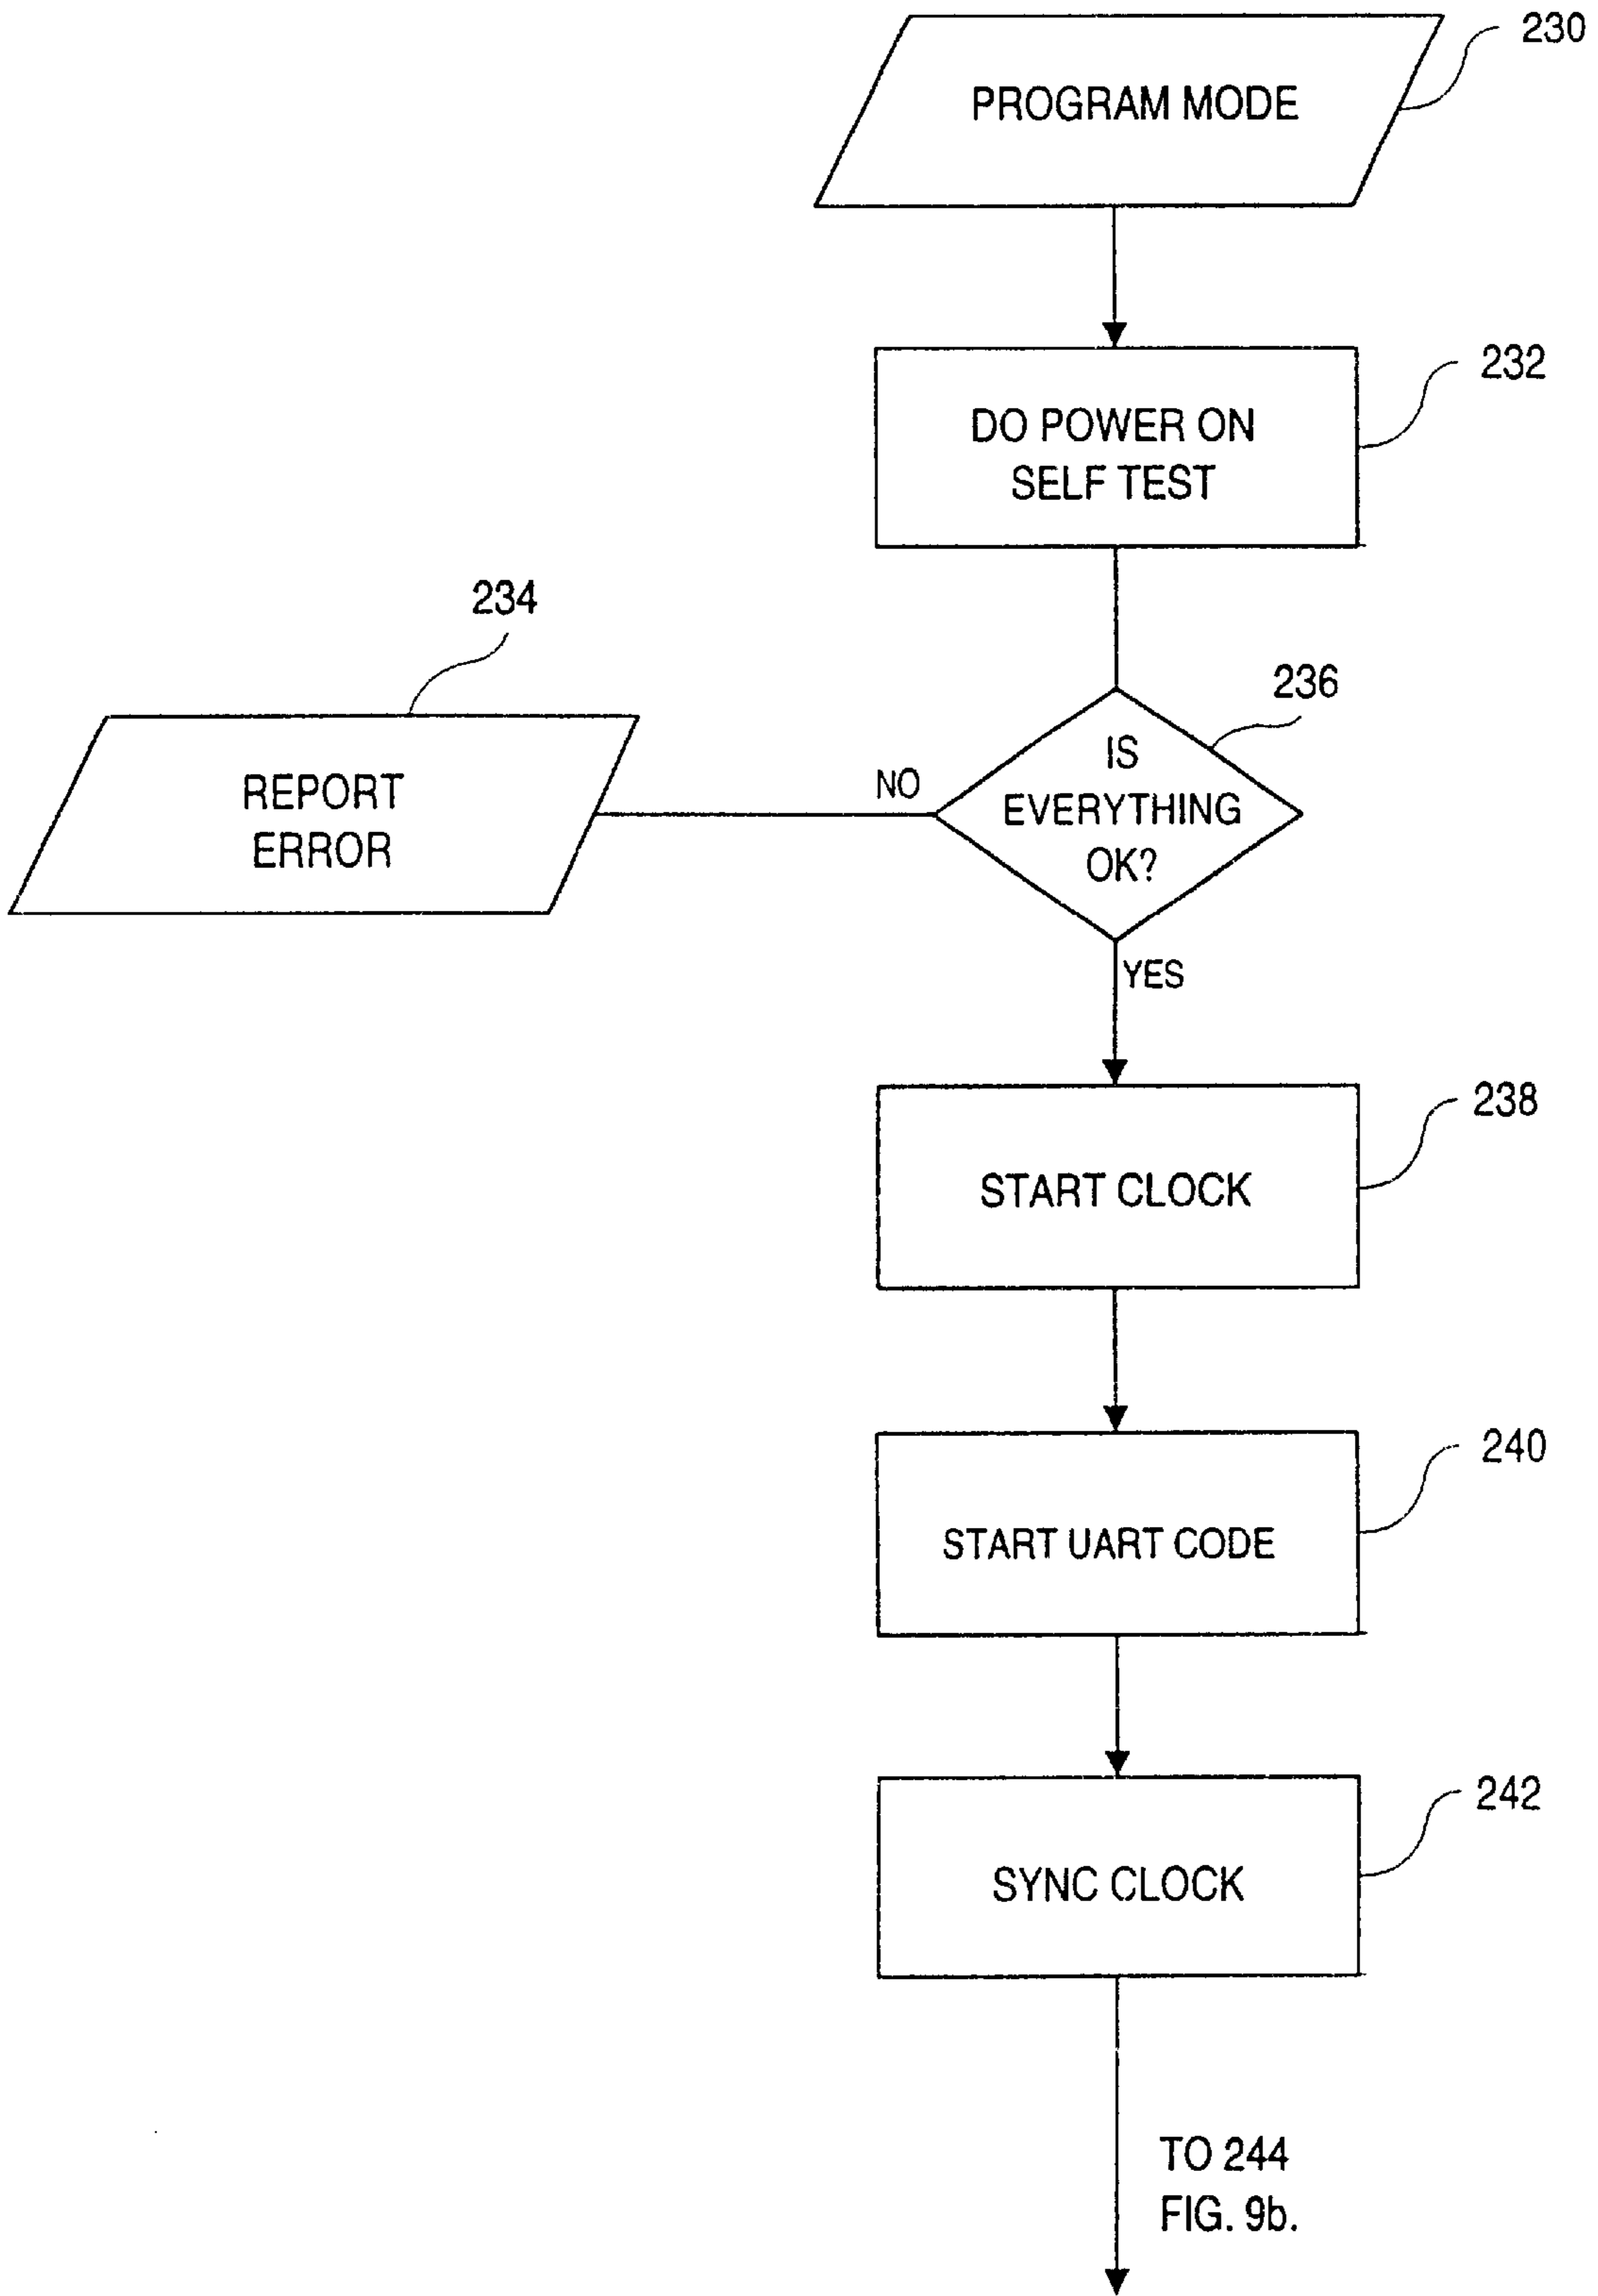 230
PROGRAM MODE
232
DO POWER ON
SELF TEST
234
236
REPORT
ERROR
NO
IS
EVERYTHING
OK?
YES
238
START CLOCK
240
START UART CODE
242
SYNC CLOCK
TO 244
FIG. 9b.